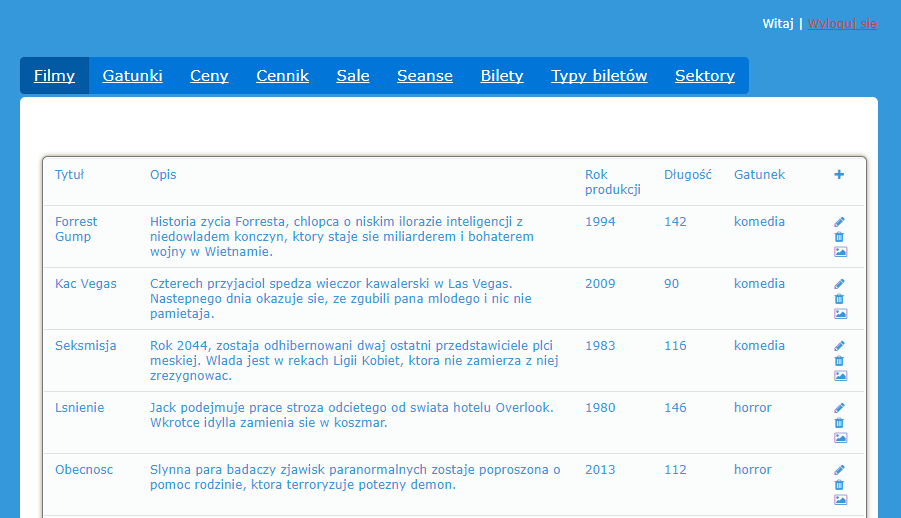 Witaj | Wyloguj sie
Filmy Gatunki Ceny Cennik Sale Seanse Bilety Typy biletów Sektory
Tytuł Opis Rok produkcji Długość Gatunek
Forrest Gump
Historia zycia Forresta, chlopca o niskim ilorazie inteligencji z
niedowladem konczyn, ktory staje sie miliarderem i bohaterem
wojny w Wietnamie.
1994 142 komedia
Kac Vegas
Czterech przyjaciol spedza wieczor kawalerski w Las Vegas.
Nastepnego dnia okazuje sie, ze zgubili pana mlodego i nic nie
pamietaja.
2009 90 komedia
Seksmisja
Rok 2044, zostaja odhibernowani dwaj ostatni przedstawiciele plci
meskiej. Wlada jest w rekach Ligii Kobiet, ktora nie zamierza z niej
zrezygnowac.
1983 116 komedia
Lsnienie
Jack podejmuje prace stroza odcietego od swiata hotelu Overlook.
Wkrotce idylla zamienia sie w koszmar.
1980 146 horror
Obecnosc
Slynna para badaczy zjawisk paranormalnych zostaje poproszona o
pomoc rodzinie, ktora terroryzuje potezny demon.
2013 112 horror